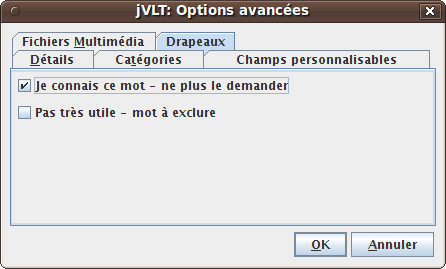 jVLT: Options avancées
Fichiers Multimédia Drapeaux
Détails Catégories Champs personnalisables
Je connais ce mot - ne plus le demander
Pas très utile - mot à exclure
OK Annuler